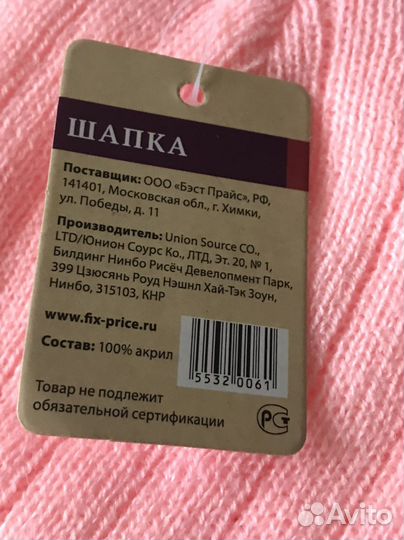 ШАПКА
Поставщик: ООО «Бэст Прайс», РФ,
141401, Московская обл., г. Химки,
ул. Победы, д. 11
Производитель: Union Source CO.,
LTD/Юнион Соурс Ко., ЛТД, Эт. 20, № 1,
Билдинг Нинбо Рисёч Девелопмент Парк,
399 Цзюсянь Роуд Нэшнл Хай-Тэк Зоун,
Нинбо, 315103, КНР
www.fix-price.ru
Состав: 100% акрил
5532 0061
Товар не подлежит
обязательной сертификации
РСТ
Avito